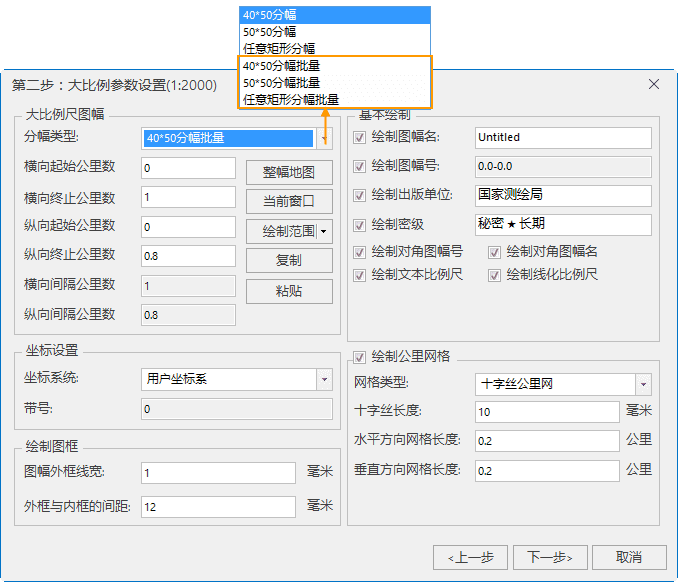 40*50分幅
50*50分幅
任意矩形分幅
40*50分幅批量
50*50分幅批量
任意矩形分幅批量
第二步：大比例参数设置(1:2000)
大比例尺图幅
分幅类型:
40*50分幅批量
横向起始公里数
0
整幅地图
横向终止公里数
1
当前窗口
纵向起始公里数
0
绘制范围
纵向终止公里数
0.8
复制
横向间隔公里数
1
粘贴
纵向间隔公里数
0.8
坐标设置
坐标系统:
用户坐标系
带号:
0
绘制图框
图幅外框线宽:
1
毫米
外框与内框的间距:
12
毫米
基本绘制
绘制图幅名:
Untitled
绘制图幅号:
0.0-0.0
绘制出版单位:
国家测绘局
绘制密级
秘密★长期
绘制对角图幅号
绘制对角图幅名
绘制文本比例尺
绘制线化比例尺
绘制公里网格
网格类型:
十字丝公里网
十字丝长度:
10
毫米
水平方向网格长度:
0.2
公里
垂直方向网格长度:
0.2
公里
<上一步
下一步>
取消